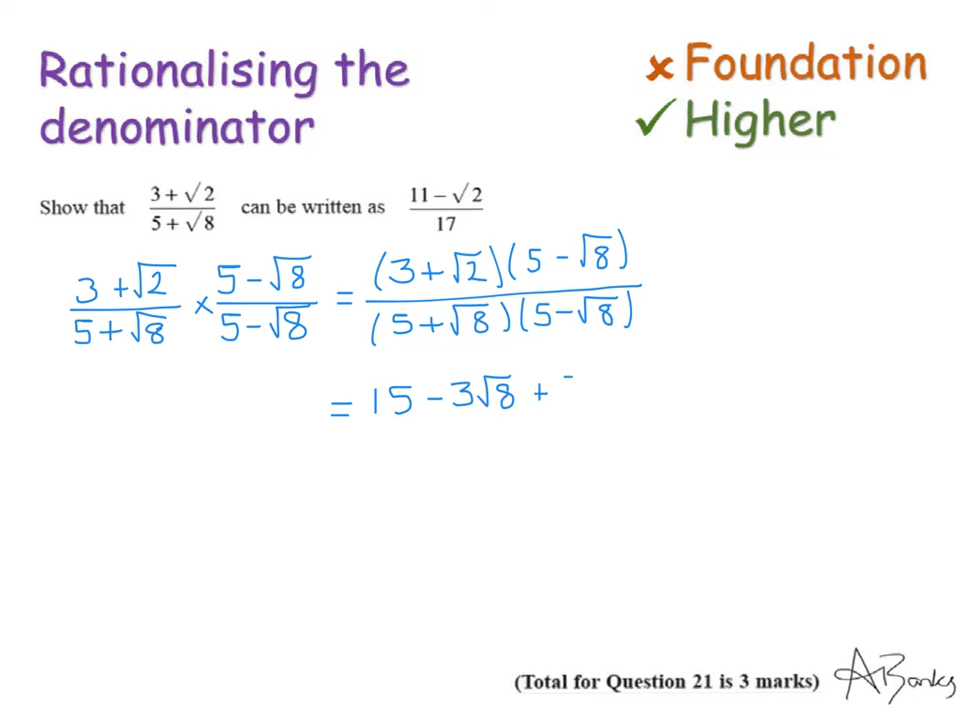 Rationalising the denominator
✗ Foundation
✓ Higher
Show that (3 + √2)/(5 + √8) can be written as (11 − √2)/17
(3 + √2)/(5 + √8) × (5 − √8)/(5 − √8) = (3 + √2)(5 − √8)/(5 + √8)(5 − √8)
= 15 − 3√8 +
(Total for Question 21 is 3 marks)
ABanks